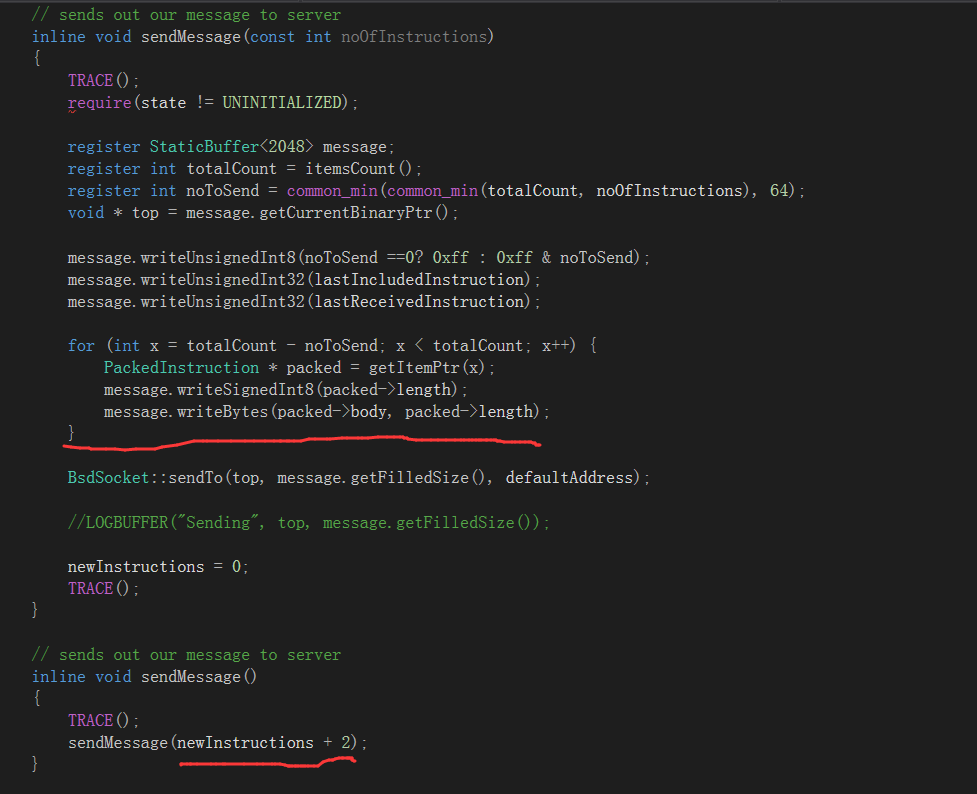 // sends out our message to server
inline void sendMessage(const int noOfInstructions)
{
TRACE();
require(state != UNINITIALIZED);
register StaticBuffer<2048> message;
register int totalCount = itemsCount();
register int noToSend = common_min(common_min(totalCount, noOfInstructions), 64);
void * top = message.getCurrentBinaryPtr();
message.writeUnsignedInt8(noToSend ==0? 0xff : 0xff & noToSend);
message.writeUnsignedInt32(lastIncludedInstruction);
message.writeUnsignedInt32(lastReceivedInstruction);
for (int x = totalCount - noToSend; x < totalCount; x++) {
PackedInstruction * packed = getItemPtr(x);
message.writeSignedInt8(packed->length);
message.writeBytes(packed->body, packed->length);
}
BsdSocket::sendTo(top, message.getFilledSize(), defaultAddress);
//LOGBUFFER("Sending", top, message.getFilledSize());
newInstructions = 0;
TRACE();
}
// sends out our message to server
inline void sendMessage()
{
TRACE();
sendMessage(newInstructions + 2);
}